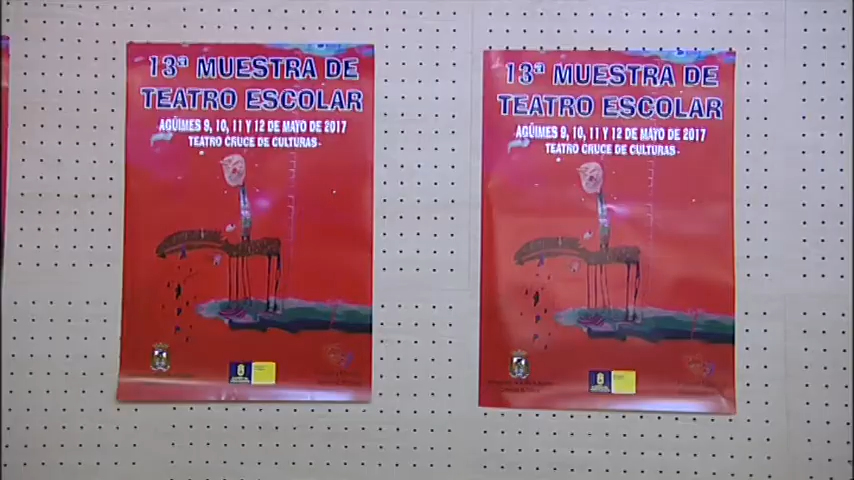 13ª MUESTRA DE
TEATRO ESCOLAR
AGÜIMES 9, 10, 11 Y 12 DE MAYO DE 2017
TEATRO CRUCE DE CULTURAS
13ª MUESTRA DE
TEATRO ESCOLAR
AGÜIMES 9, 10, 11 Y 12 DE MAYO DE 2017
TEATRO CRUCE DE CULTURAS